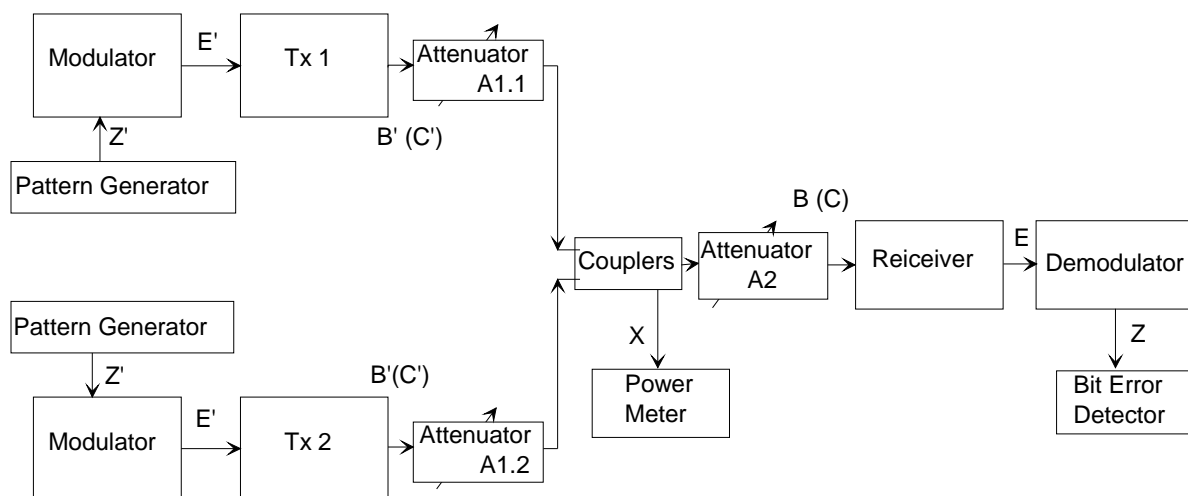 Modulator
E'
Tx 1
Attenuator
A1.1
Z'
B' (C')
Pattern Generator
B (C)
Couplers
Attenuator
A2
Reiceiver
E
Demodulator
Pattern Generator
X
Z
Z'
B'(C')
Power
Meter
Bit Error
Detector
Modulator
E'
Tx 2
Attenuator
A1.2